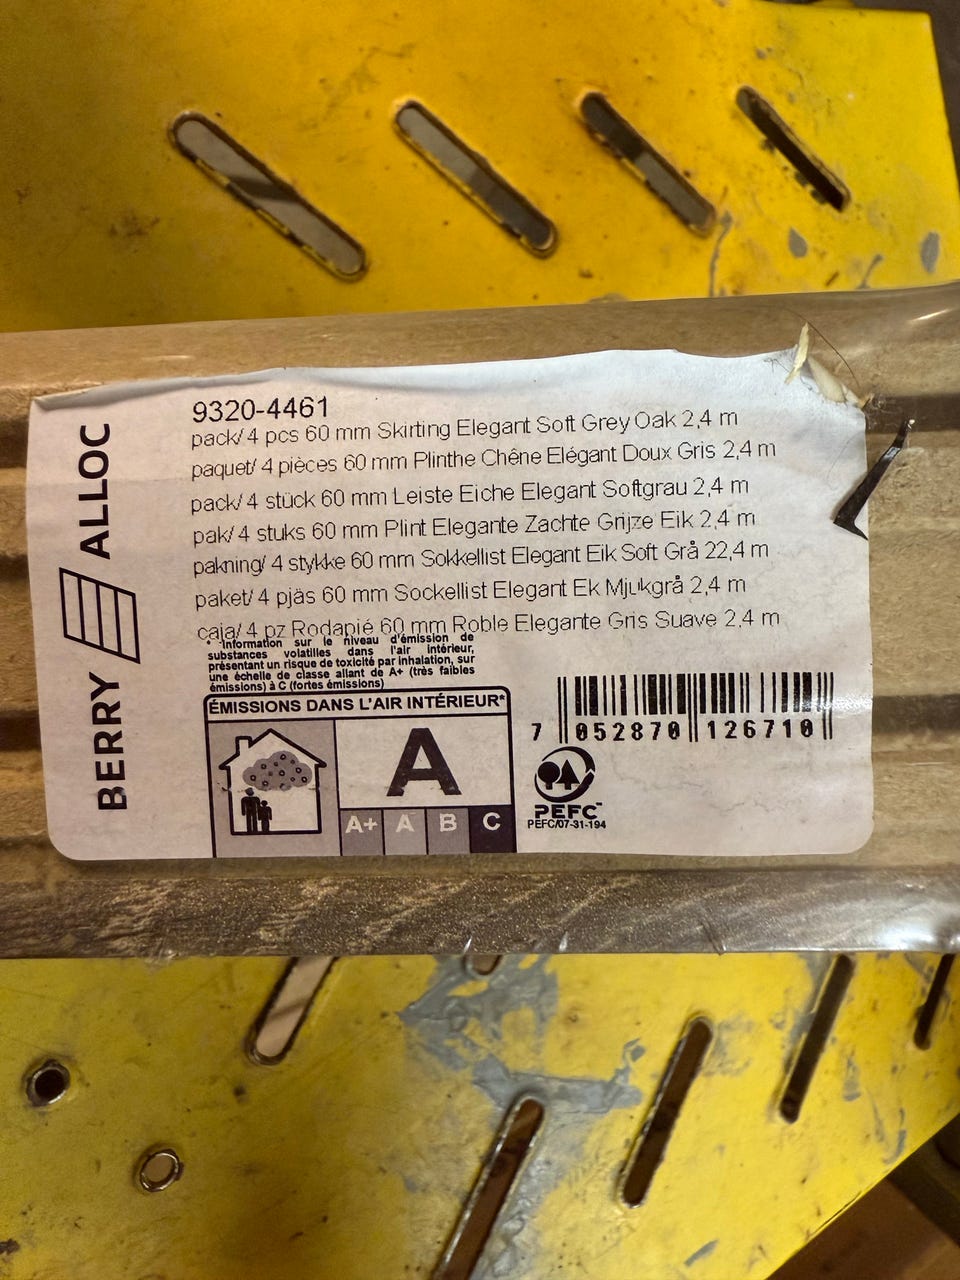 BERRY ALLOC
9320-4461
pack/ 4 pcs 60 mm Skirting Elegant Soft Grey Oak 2,4 m
paquet/ 4 pièces 60 mm Plinthe Chêne Elégant Doux Gris 2,4 m
pack/ 4 stück 60 mm Leiste Eiche Elegant Softgrau 2,4 m
pak/ 4 stuks 60 mm Plint Elegante Zachte Grijze Eik 2,4 m
pakning/ 4 stykke 60 mm Sokkellist Elegant Eik Soft Grå 22,4 m
paket/ 4 pjäs 60 mm Sockellist Elegant Ek Mjukgrå 2,4 m
caja/ 4 pz Rodapié 60 mm Roble Elegante Gris Suave 2,4 m
* Information sur le niveau d'émission de
substances volatiles dans l'air intérieur,
présentant un risque de toxicité par inhalation, sur
une échelle de classe allant de A+ (très faibles
émissions) à C (fortes émissions)
ÉMISSIONS DANS L'AIR INTÉRIEUR*
A
A+ A B C
7 052870 126710
PEFC™
PEFC/07-31-194